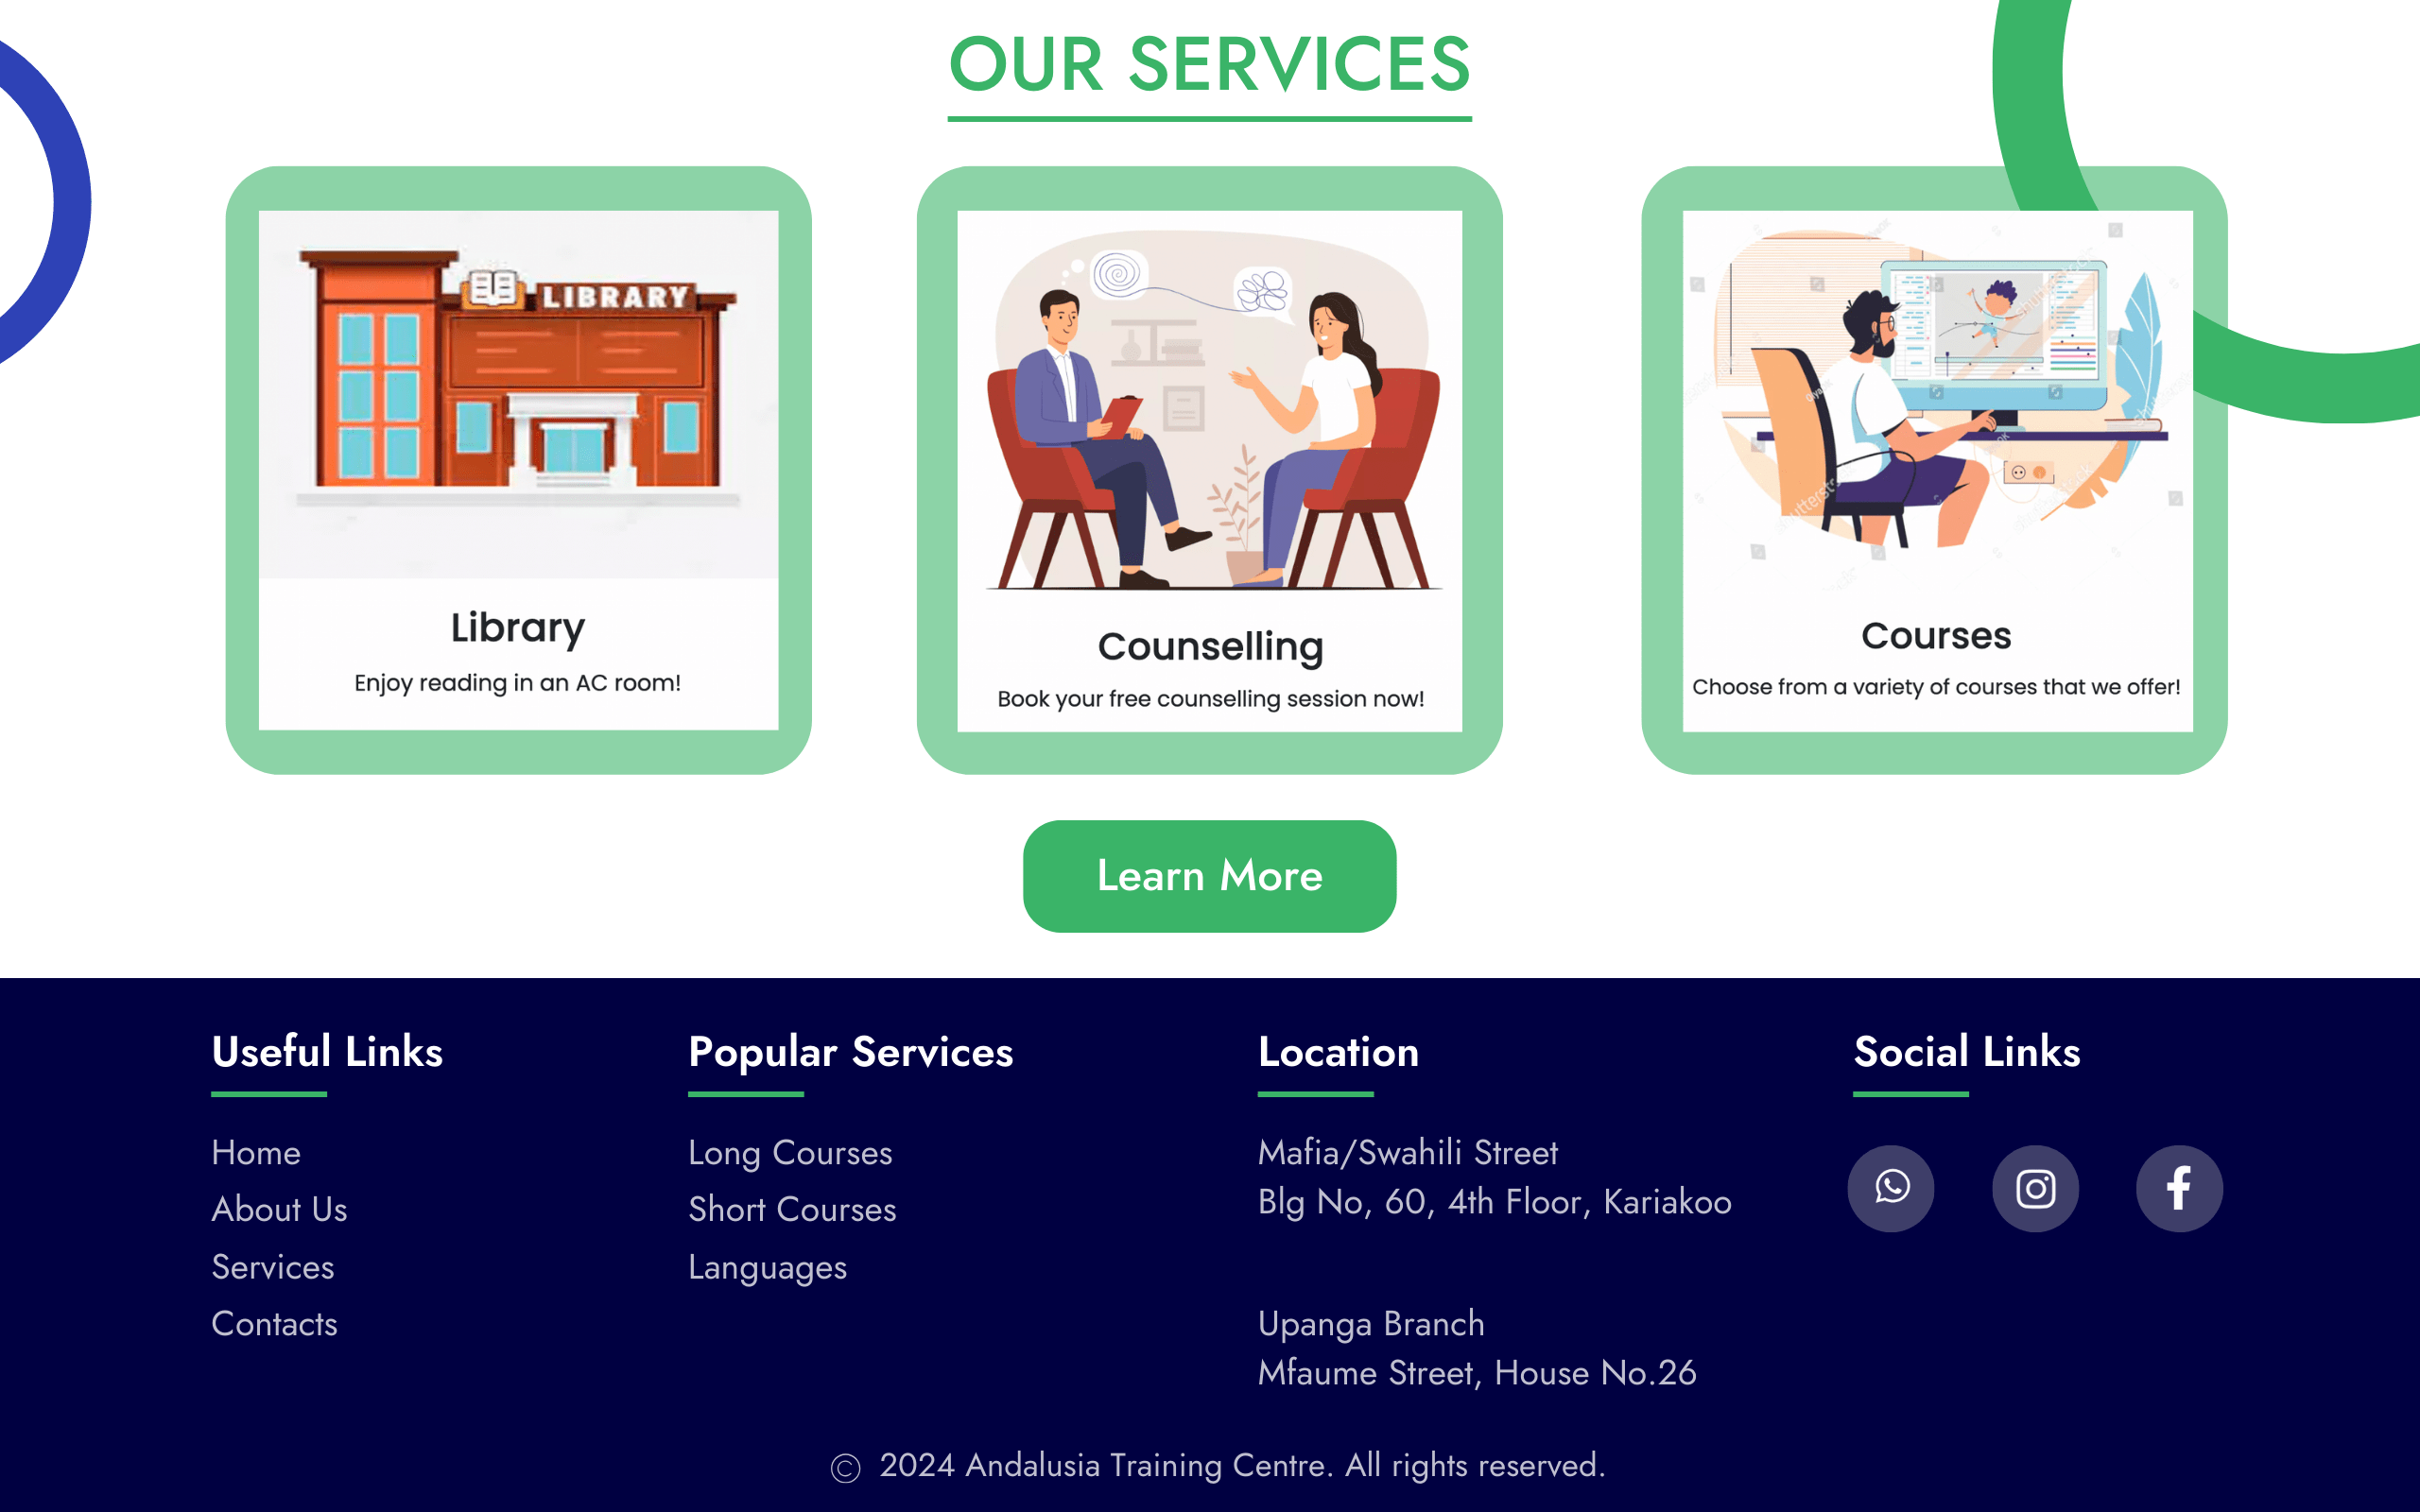 OUR SERVICES
LIBRARY
Library
Enjoy reading in an AC room!
Counselling
Book your free counselling session now!
Courses
Choose from a variety of courses that we offer!
Learn More
Useful Links
Home
About Us
Services
Contacts
Popular Services
Long Courses
Short Courses
Languages
Location
Mafia/Swahili Street
Blg No, 60, 4th Floor, Kariakoo
Upanga Branch
Mfaume Street, House No.26
Social Links
© 2024 Andalusia Training Centre. All rights reserved.